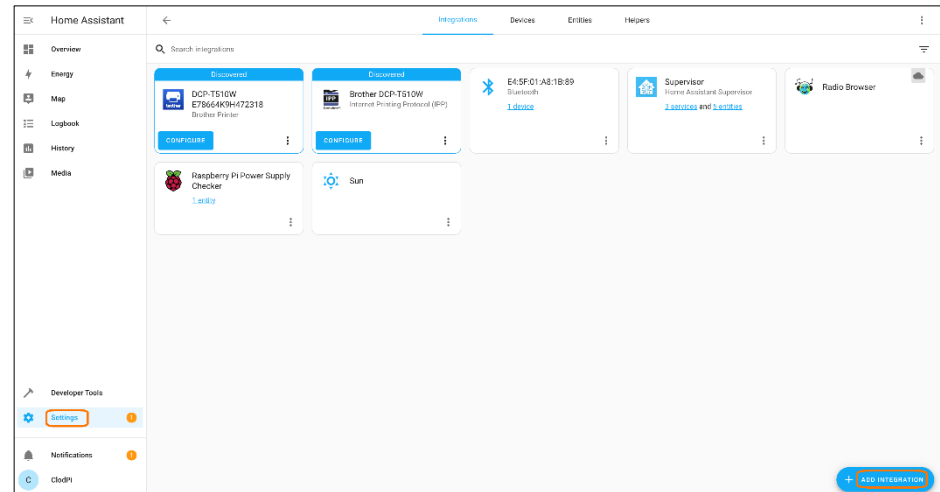 Home Assistant
Integrations Devices Entities Helpers
Overview
Energy
Map
Logbook
History
Media
Developer Tools
Settings
Notifications
C ClodPi
Search integrations
Discovered
brother
DCP-T510W
E78664K9H472318
Brother Printer
CONFIGURE
Discovered
IPP
Brother DCP-T510W
Internet Printing Protocol (IPP)
CONFIGURE
E4:5F:01:A8:1B:89
Bluetooth
1 device
Supervisor
Home Assistant Supervisor
3 services and 5 entities
Radio Browser
Raspberry Pi Power Supply
Checker
1 entity
Sun
+ ADD INTEGRATION